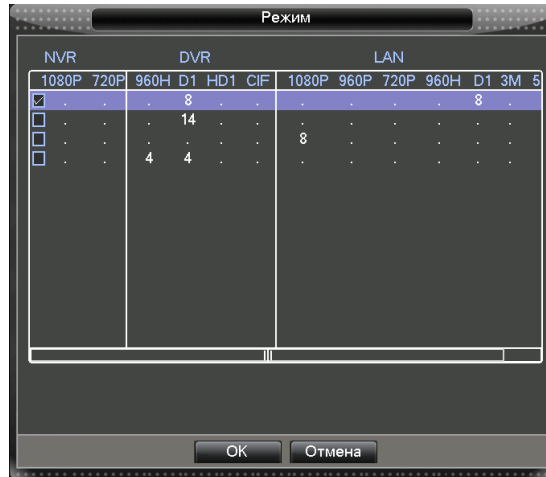 Режим
NVR DVR LAN
1080P 720P 960H D1 HD1 CIF 1080P 960P 720P 960H D1 3M 5
. . . 8 . . . . . . 8 .
. . . 14 . . . . . . . .
. . . . . . 8 . . . . .
. . 4 4 . . . . . . . .
OK Отмена